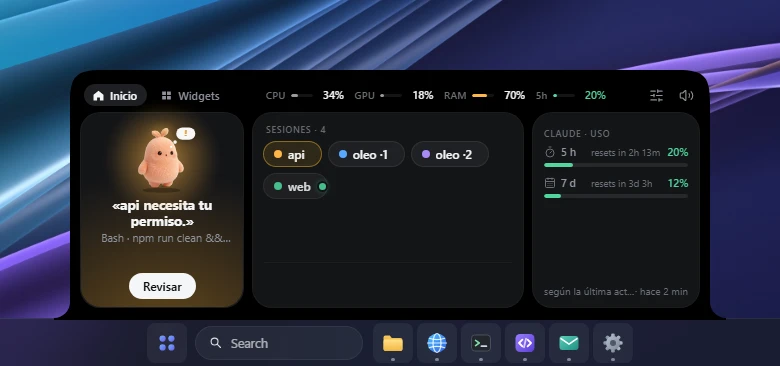 Inicio
Widgets
CPU 34% GPU 18% RAM 70% 5h 20%
!
«api necesita tu
permiso.»
Bash · npm run clean &&...
Revisar
SESIONES · 4
api
oleo ·1
oleo ·2
web
CLAUDE · USO
5 h resets in 2h 13m 20%
7 d resets in 3d 3h 12%
según la última act... · hace 2 min
Search